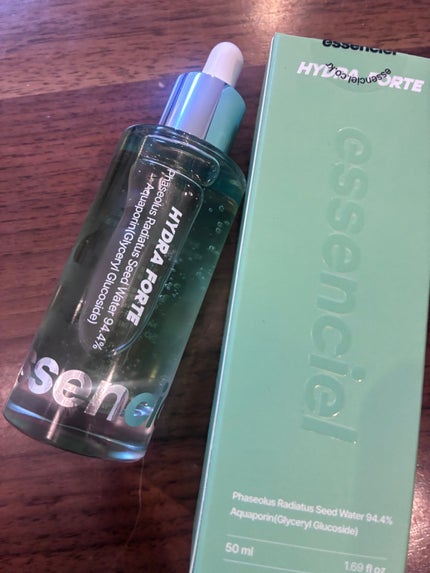 HYDRA FORTE
Phaseolus Radiatus Seed Water 94.4%
Aquaporin(Glyceryl Glucoside)
essenciel
essenciel
HYDRA FORTE
essenciel
Phaseolus Radiatus Seed Water 94.4%
Aquaporin(Glyceryl Glucoside)
50 ml
1.69 fl oz